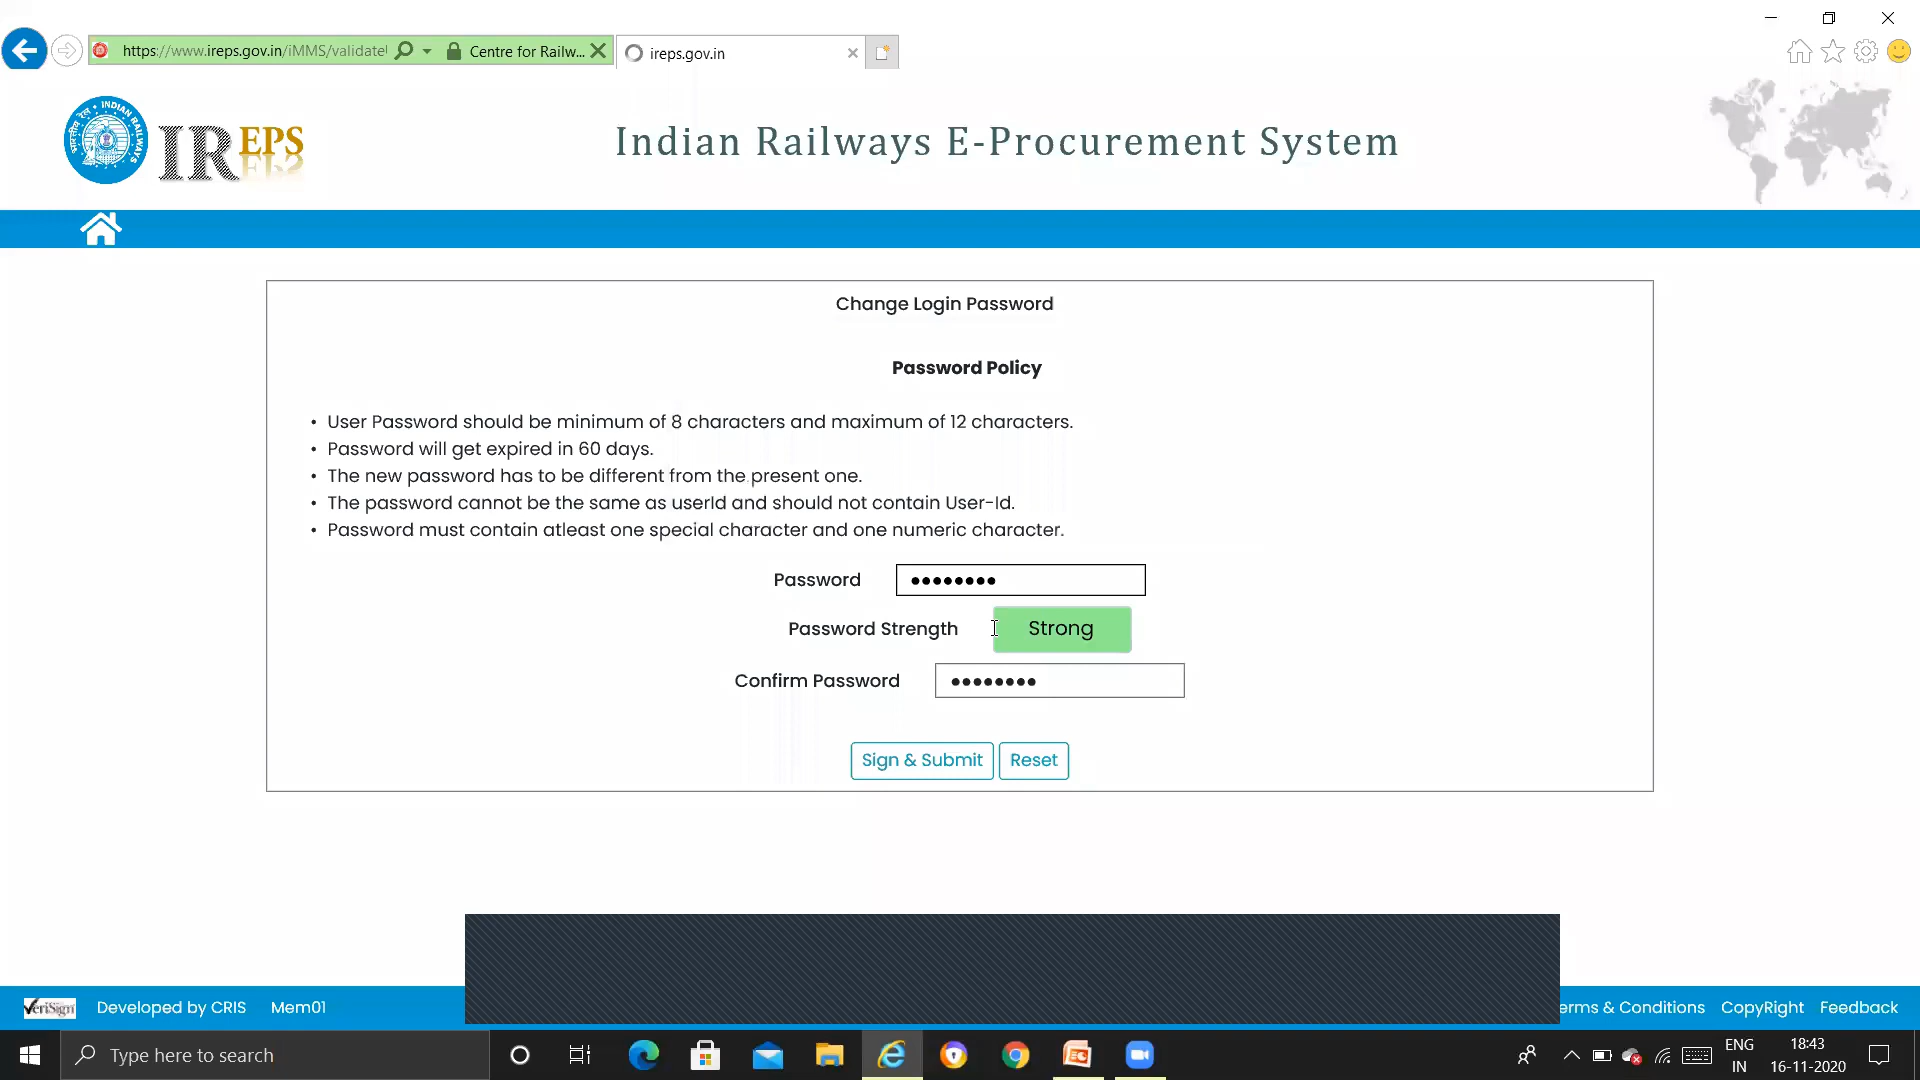 https://www.ireps.gov.in/iMMS/validatel
Centre for Railw...
ireps.gov.in
INDIAN RAILWAYS
भारतीय रेल
IREPS
Indian Railways E-Procurement System
Change Login Password
Password Policy
• User Password should be minimum of 8 characters and maximum of 12 characters.
• Password will get expired in 60 days.
• The new password has to be different from the present one.
• The password cannot be the same as userId and should not contain User-Id.
• Password must contain atleast one special character and one numeric character.
Password ●●●●●●●●
Password Strength Strong
Confirm Password ●●●●●●●●
Sign & Submit Reset
VeriSign Developed by CRIS Mem01 erms & Conditions CopyRight Feedback
Type here to search
ENG
IN
18:43
16-11-2020